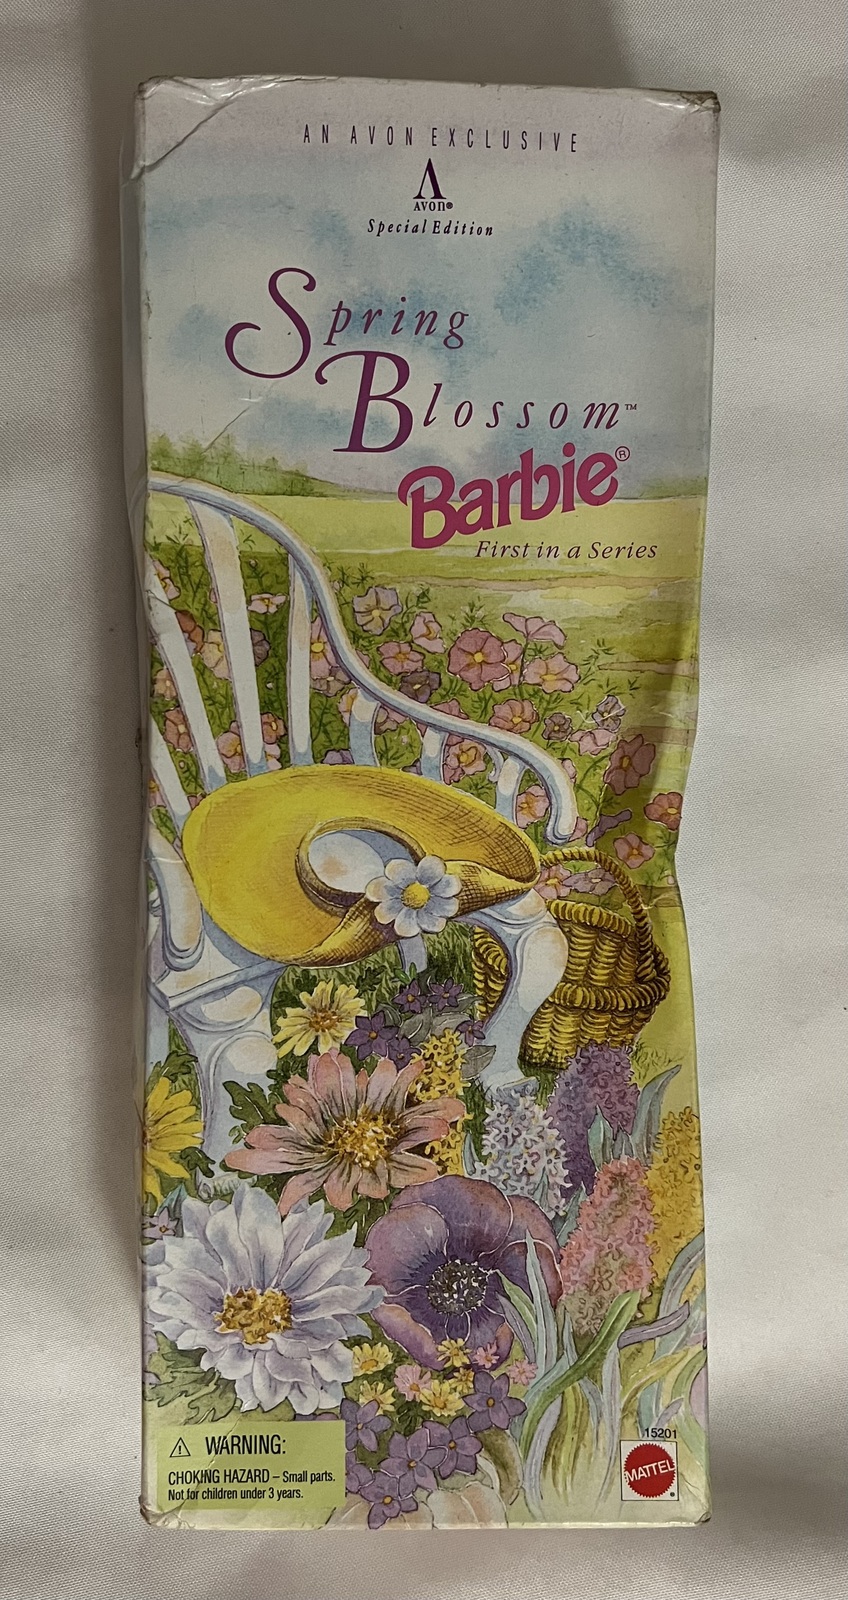 AN AVON EXCLUSIVE
AVON®
Special Edition
Spring
Blossom™
Barbie®
First in a Series
⚠ WARNING:
CHOKING HAZARD – Small parts.
Not for children under 3 years.
15201
MATTEL®